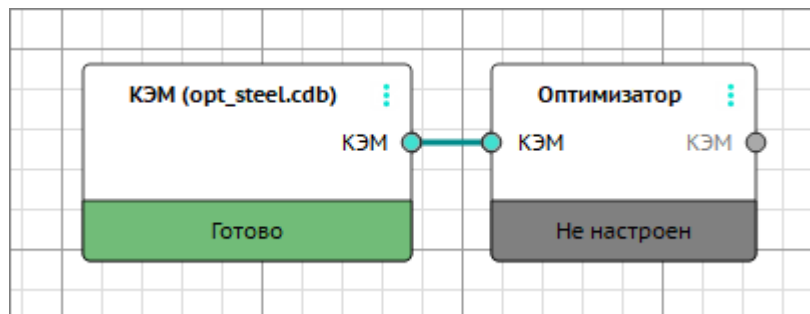 КЭМ (opt_steel.cdb)
КЭМ
Готово
Оптимизатор
КЭМ КЭМ
Не настроен